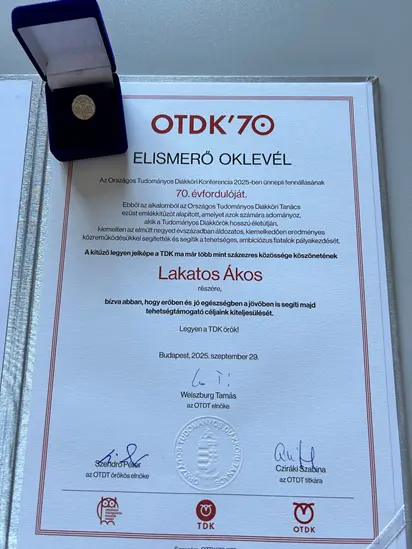 OTDK'70
ELISMERŐ OKLEVÉL
Az Országos Tudományos Diákköri Konferencia 2025-ben ünnepli fennállásának
70. évfordulóját.
Ebből az alkalomból az Országos Tudományos Diákköri Tanács
ezüst emlékkitűzőt alapított, amelyet azok számára adományoz,
akik a Tudományos Diákkörök hosszú életútján,
kiemelten az elmúlt negyed évszázadban áldozatos, kiemelkedően eredményes
közreműködésükkel segítették és segítik a tehetséges, ambiciózus fiatalok pályakezdését.
A kitűző legyen jelképe a TDK ma már több mint százezres közössége köszönetének
Lakatos Ákos
részére,
bízva abban, hogy erőben és jó egészségben a jövőben is segíti majd
tehetségtámogató céljaink kiteljesülését.
Legyen a TDK örök!
Budapest, 2025. szeptember 29.
Weiszburg Tamás
az OTDT elnöke
Szendrő Péter
az OTDT örökös elnöke
Cziráki Szabina
az OTDT titkára
TDK
OTDK